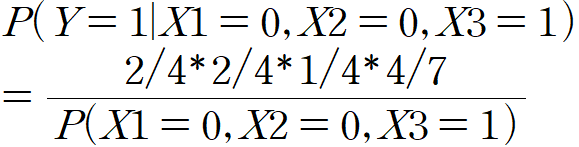 P(Y=1|X1=0,X2=0,X3=1)
2/4*2/4*1/4*4/7
=
P(X1=0,X2=0,X3=1)